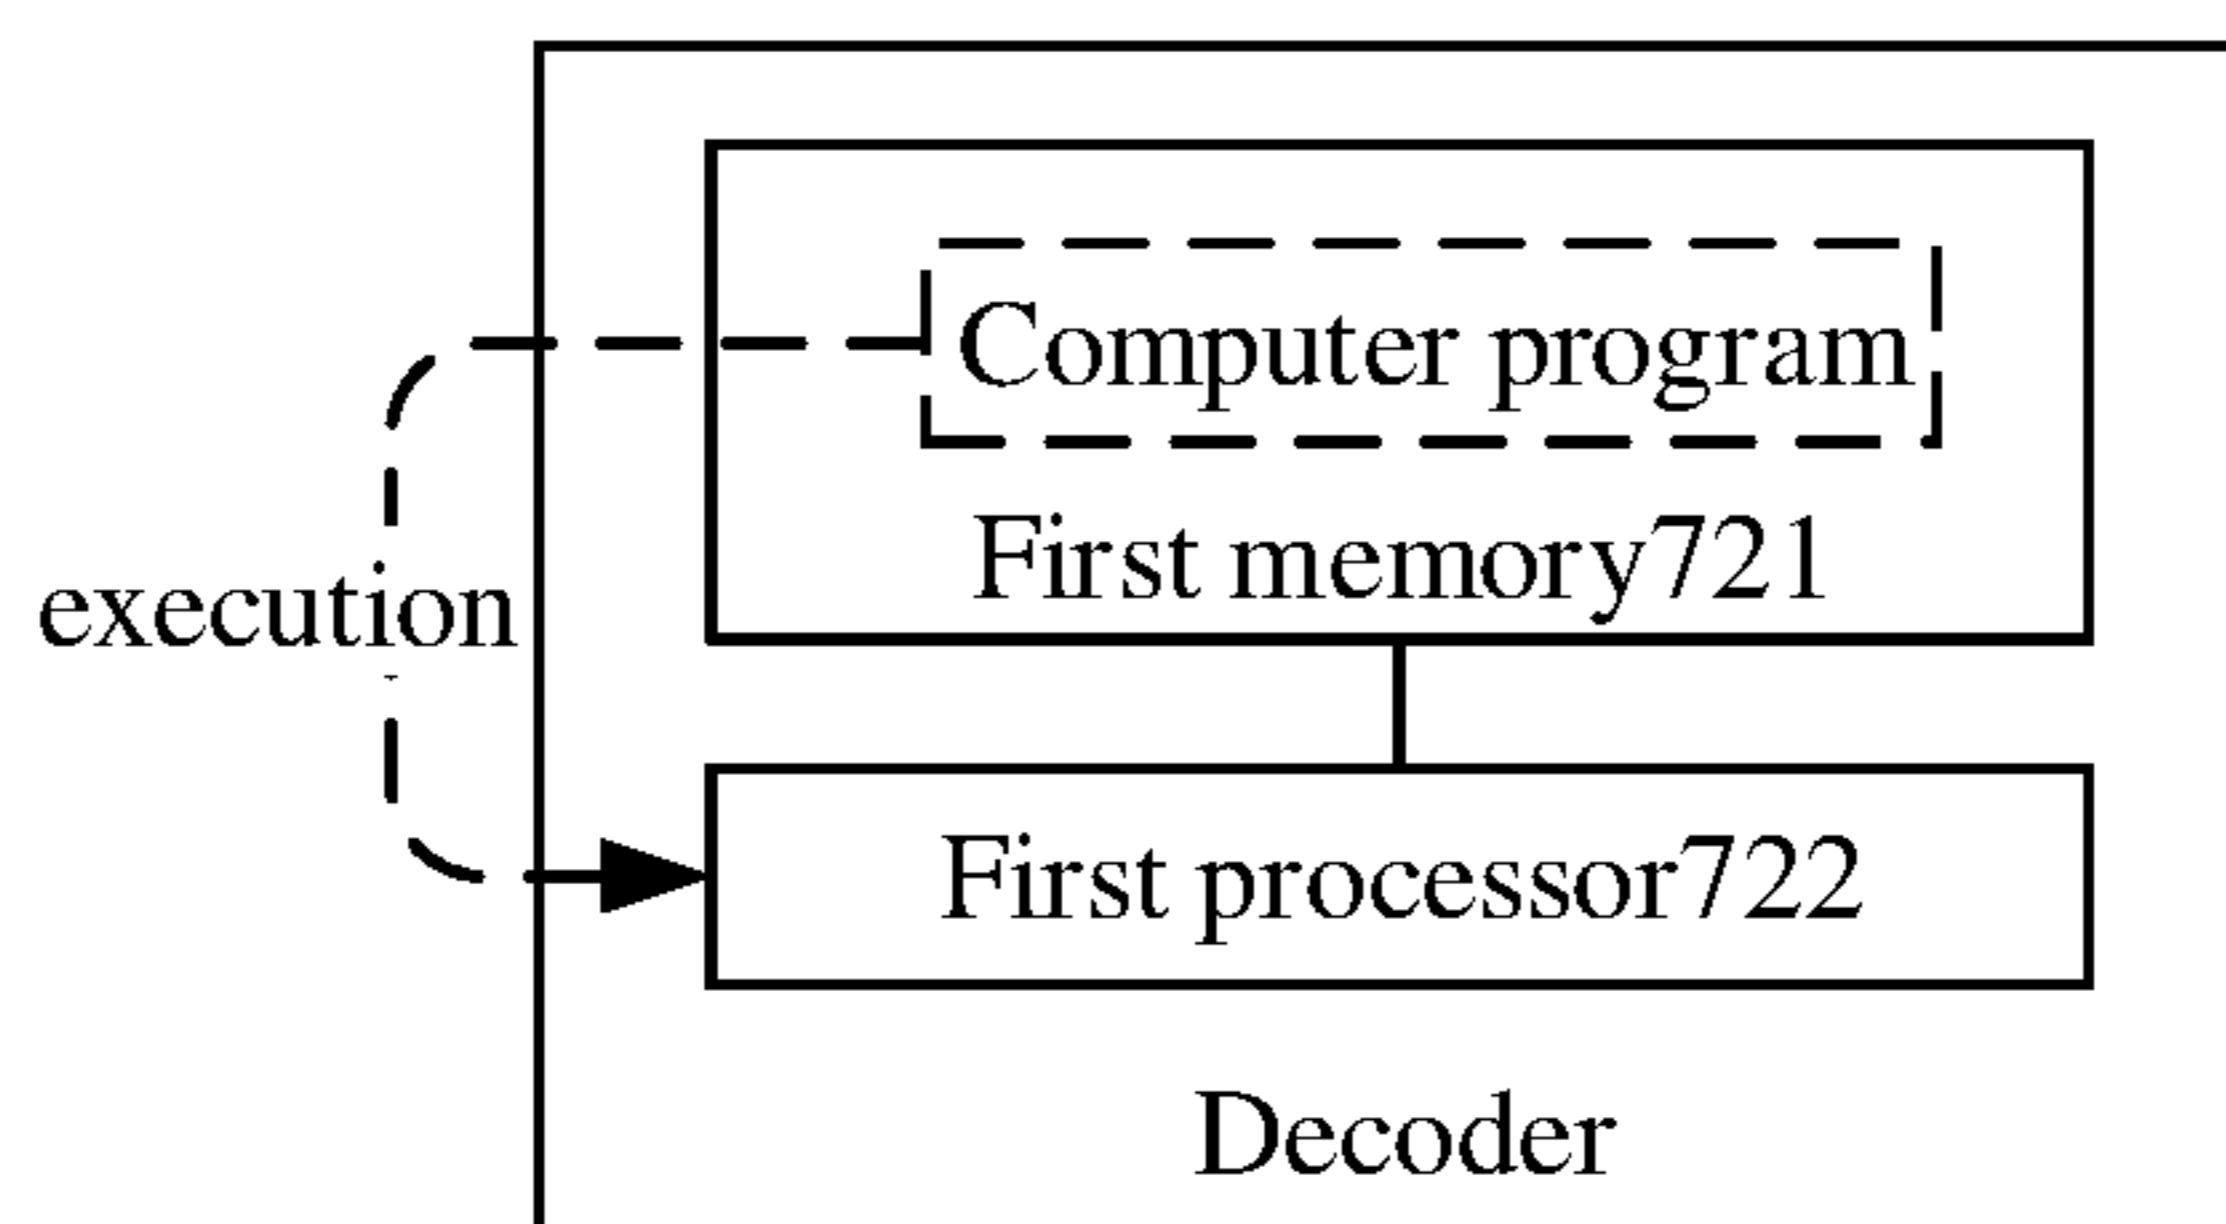 Computer program
First memory721
execution
First processor722
Decoder